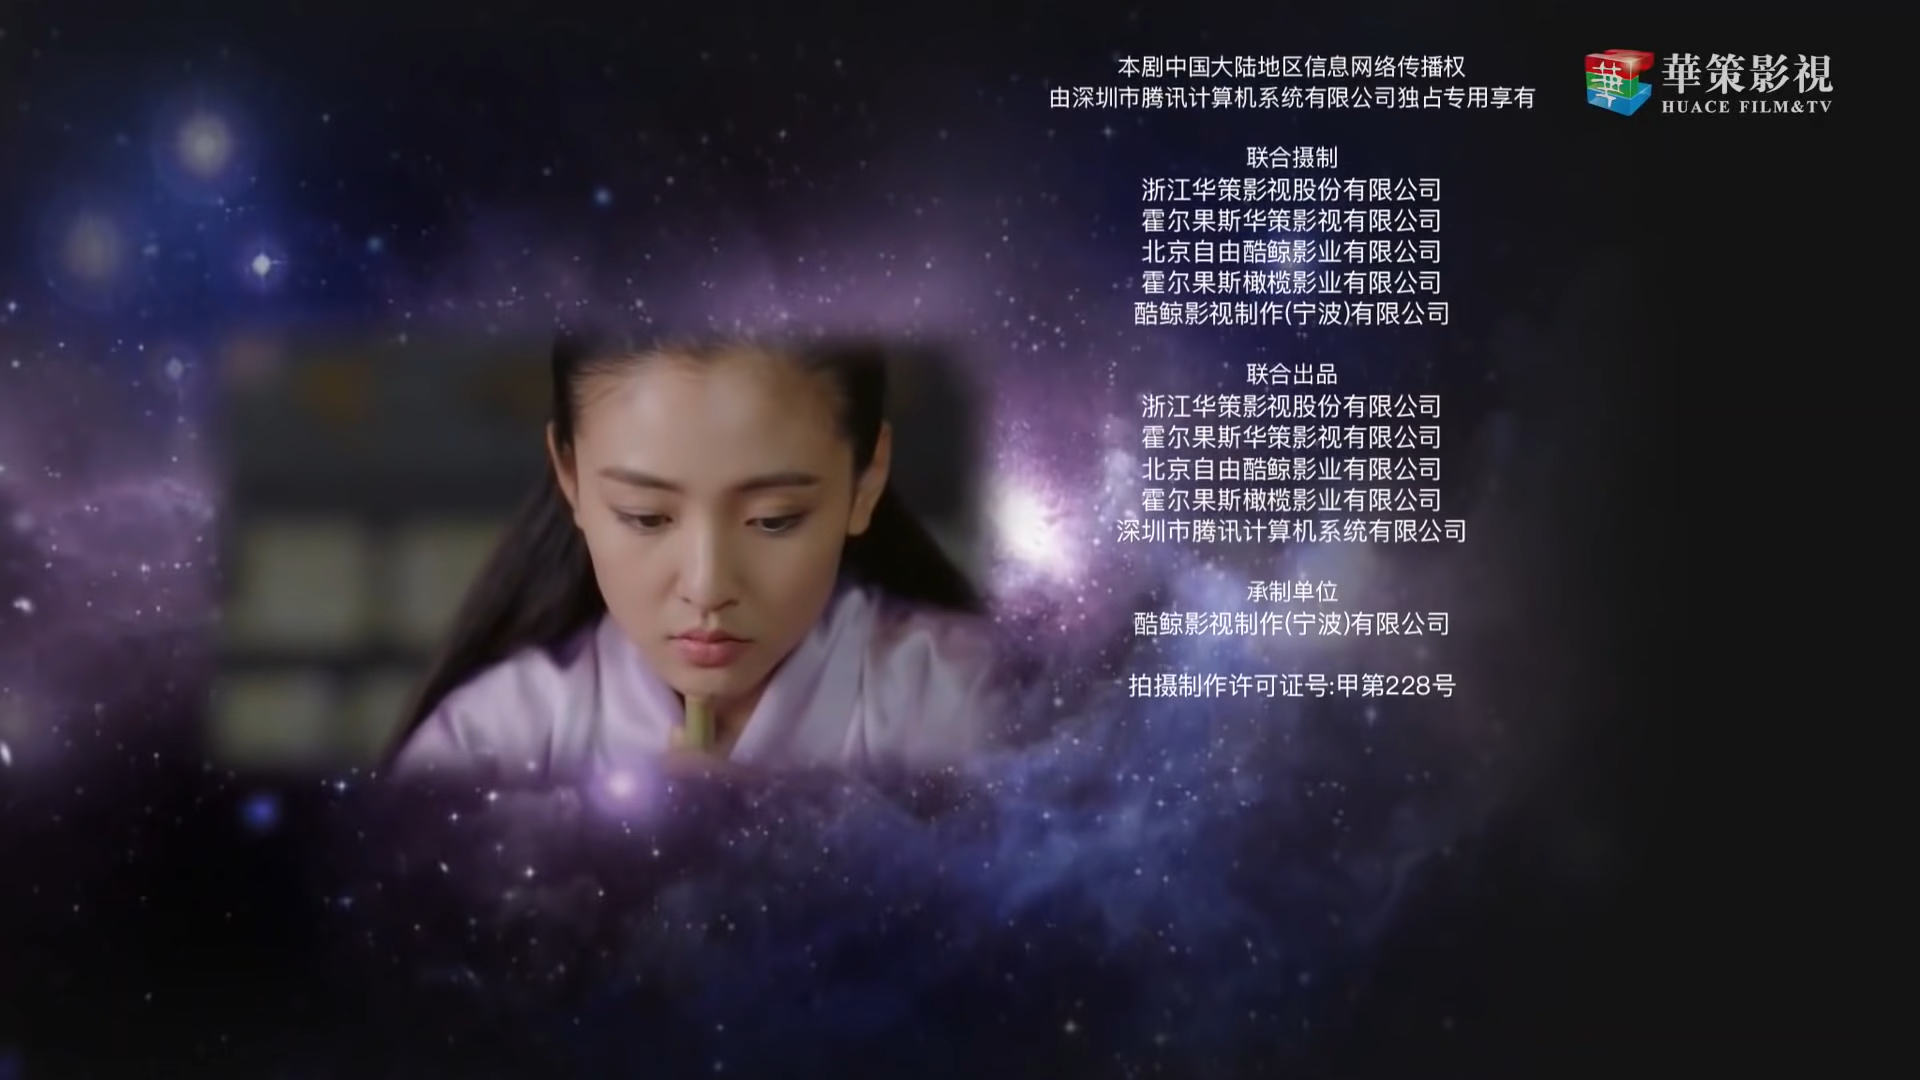 本剧中国大陆地区信息网络传播权
由深圳市腾讯计算机系统有限公司独占专用享有
華策影視
HUACE FILM&TV
联合摄制
浙江华策影视股份有限公司
霍尔果斯华策影视有限公司
北京自由酷鲸影业有限公司
霍尔果斯橄榄影业有限公司
酷鲸影视制作(宁波)有限公司
联合出品
浙江华策影视股份有限公司
霍尔果斯华策影视有限公司
北京自由酷鲸影业有限公司
霍尔果斯橄榄影业有限公司
深圳市腾讯计算机系统有限公司
承制单位
酷鲸影视制作(宁波)有限公司
拍摄制作许可证号:甲第228号